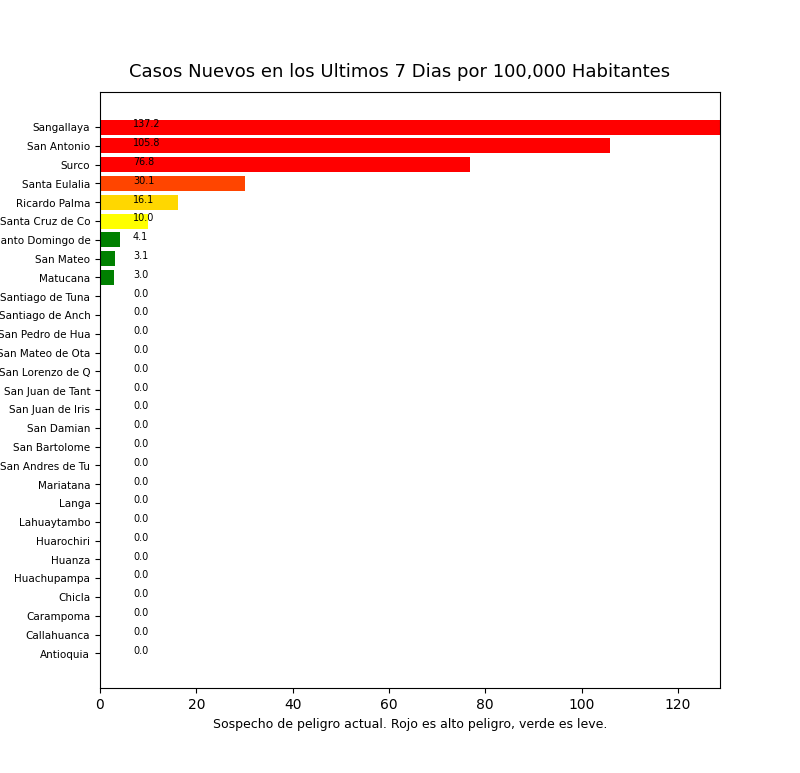 Casos Nuevos en los Ultimos 7 Dias por 100,000 Habitantes
Sangallaya 137.2
San Antonio 105.8
Surco 76.8
Santa Eulalia 30.1
Ricardo Palma 16.1
Santa Cruz de Co 10.0
anto Domingo de 4.1
San Mateo 3.1
Matucana 3.0
Santiago de Tuna 0.0
Santiago de Anch 0.0
San Pedro de Hua 0.0
San Mateo de Ota 0.0
San Lorenzo de Q 0.0
San Juan de Tant 0.0
San Juan de Iris 0.0
San Damian 0.0
San Bartolome 0.0
San Andres de Tu 0.0
Mariatana 0.0
Langa 0.0
Lahuaytambo 0.0
Huarochiri 0.0
Huanza 0.0
Huachupampa 0.0
Chicla 0.0
Carampoma 0.0
Callahuanca 0.0
Antioquia 0.0
0 20 40 60 80 100 120
Sospecho de peligro actual. Rojo es alto peligro, verde es leve.